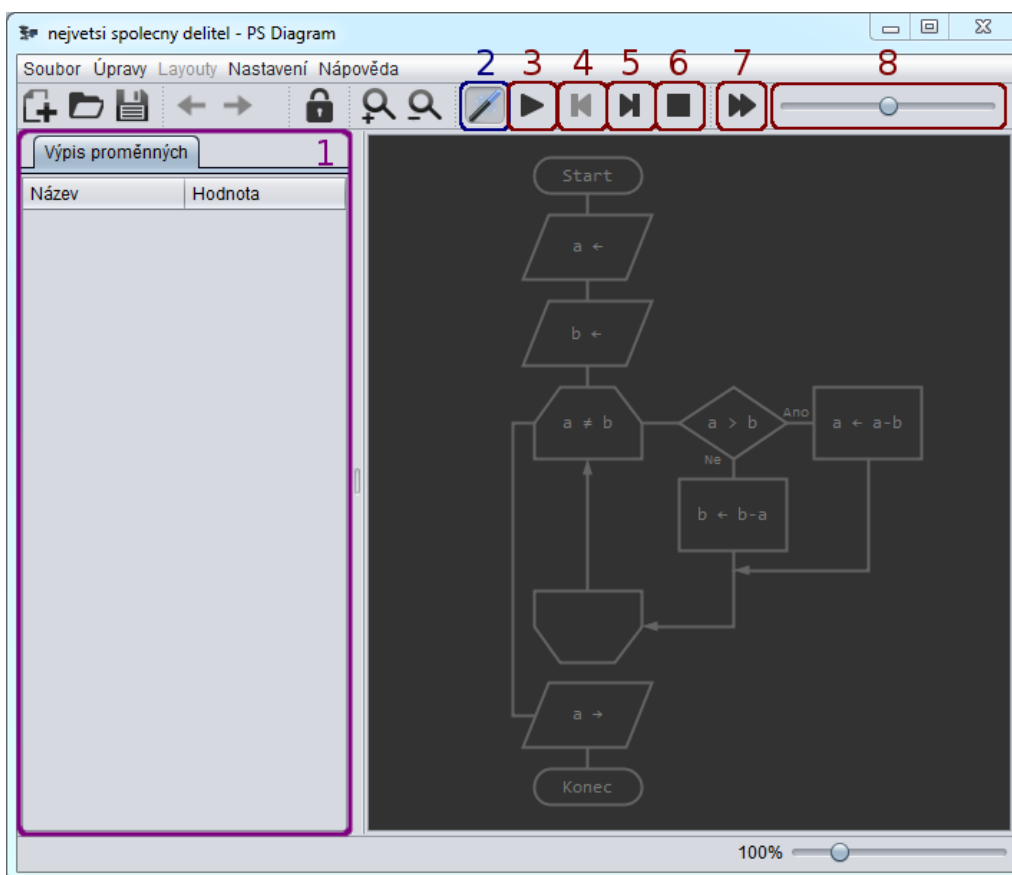 nejvetsi spolecny delitel - PS Diagram
Soubor Úpravy Layouty Nastavení Nápověda
2 3 4 5 6 7 8
Výpis proměnných 1
Název Hodnota
Start
a ←
b ←
a ≠ b
a > b
Ano
a ← a-b
Ne
b ← b-a
a →
Konec
100%